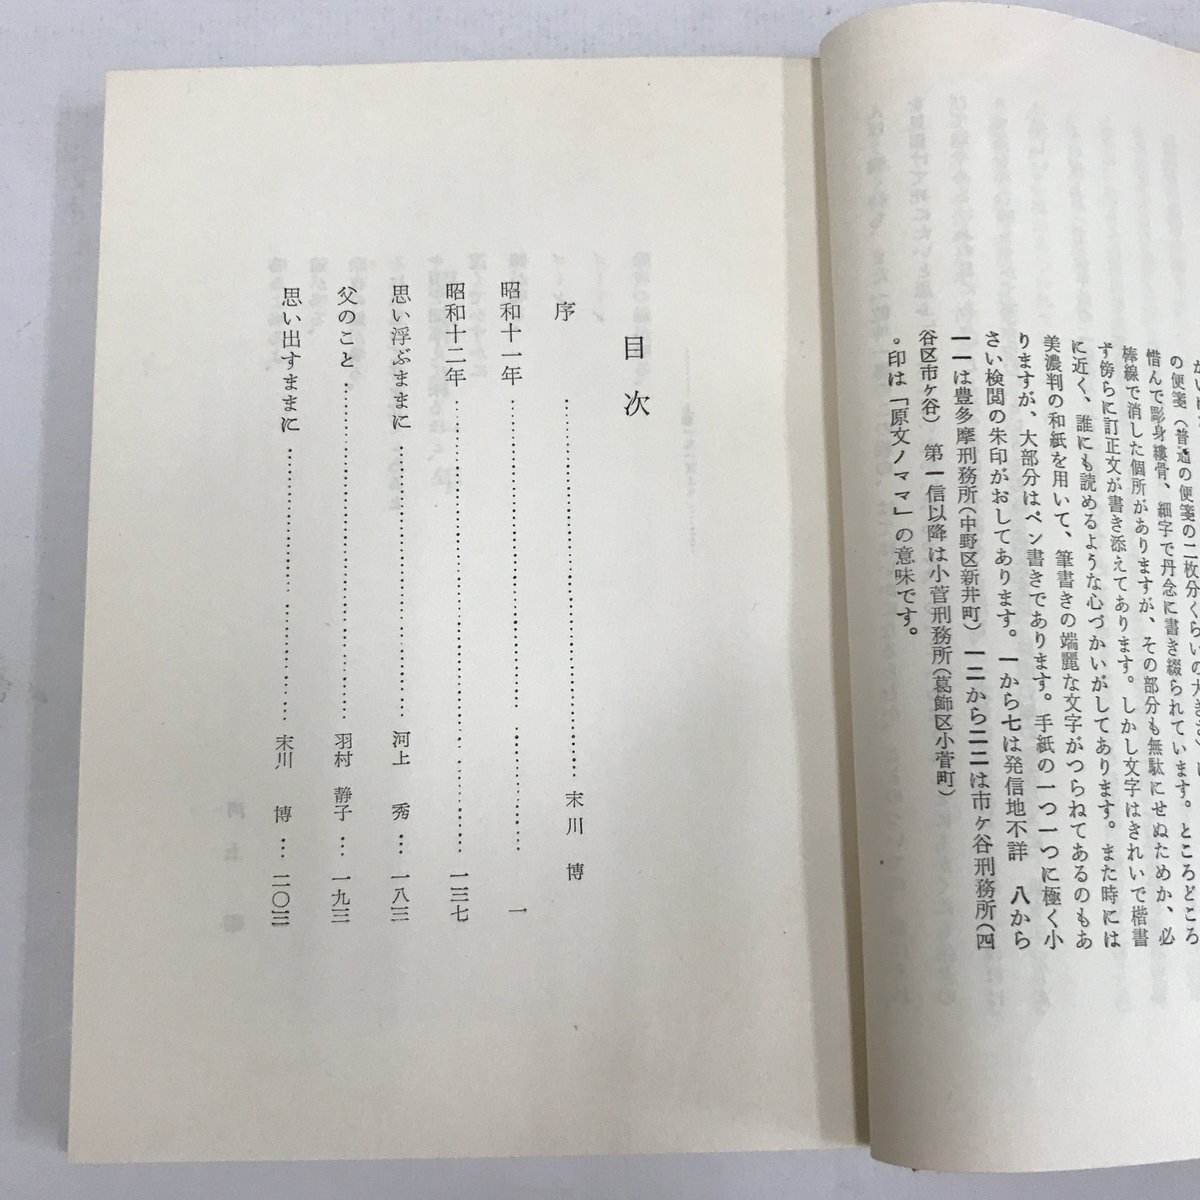 の便箋(普通の便箋の二枚分くらいの大きさ)に
惜んで彫身縷骨、細字で丹念に書き綴られています。ところどころ
棒線で消した個所がありますが、その部分も無駄にせぬためか、必
ず傍らに訂正文が書き添えてあります。しかし文字はきれいで楷書
に近く、誰にも読めるような心づかいがしてあります。また時には
美濃判の和紙を用いて、筆書きの端麗な文字がつらねてあるのもあ
りますが、大部分はペン書きであります。手紙の一つ一つに極く小
さい検閲の朱印がおしてあります。一から七は発信地不詳 八から
一一は豊多摩刑務所(中野区新井町) 一二から二二は市ケ谷刑務所(四
谷区市ケ谷) 第一信以降は小菅刑務所(葛飾区小菅町)
。印は「原文ノママ」の意味です。
目次
序 …… 末川 博
昭和十一年 …… 一
昭和十二年 …… 一三七
思い浮ぶままに …… 河上 秀 … 一八三
父のこと …… 羽村 静子 … 一九三
思い出すままに …… 末川 博 … 二〇三